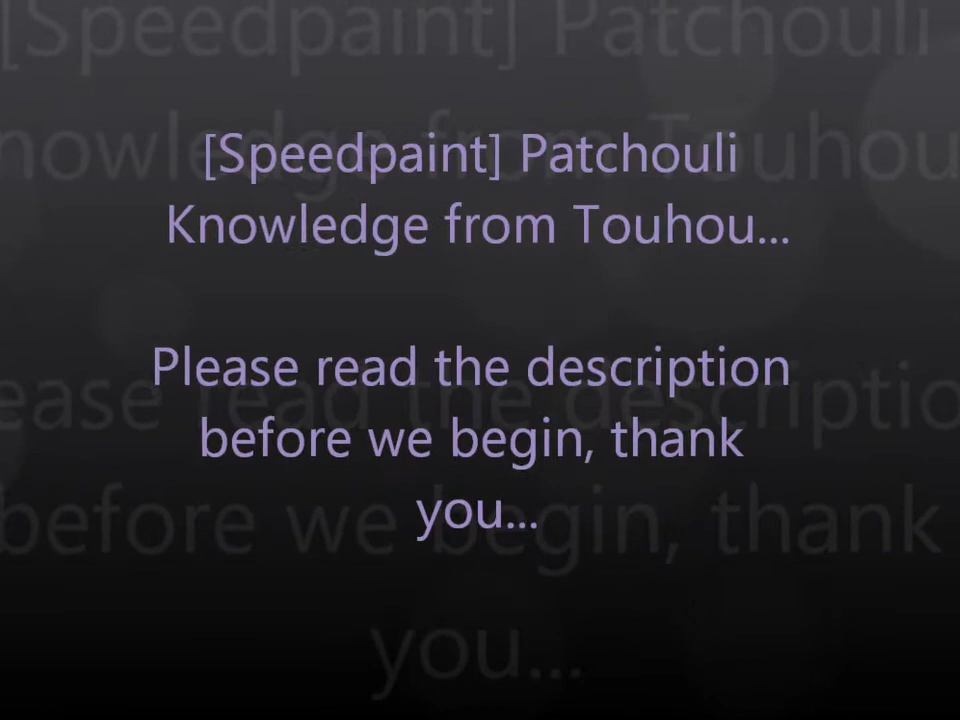 [Speedpaint] Patchouli
Knowledge from Touhou...
Please read the description
before we begin, thank
you...